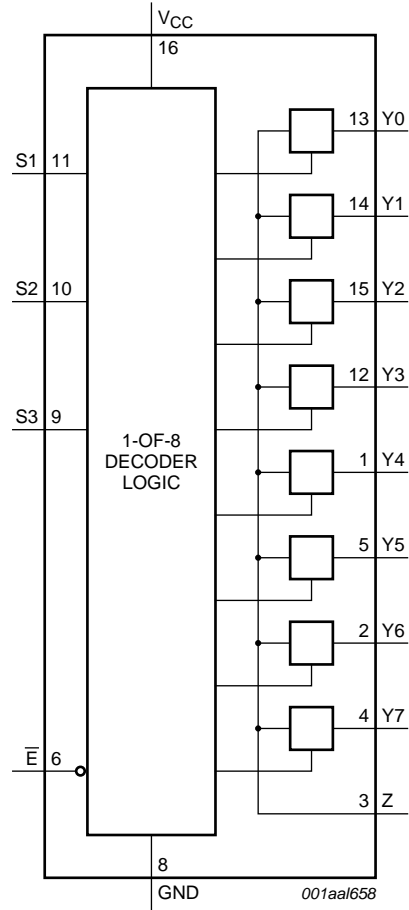 VCC
16
13 Y0
S1 11
14 Y1
S2 10
15 Y2
12 Y3
S3 9
1-OF-8
DECODER
LOGIC
1 Y4
5 Y5
2 Y6
4 Y7
E̅ 6
3 Z
8
GND
001aal658